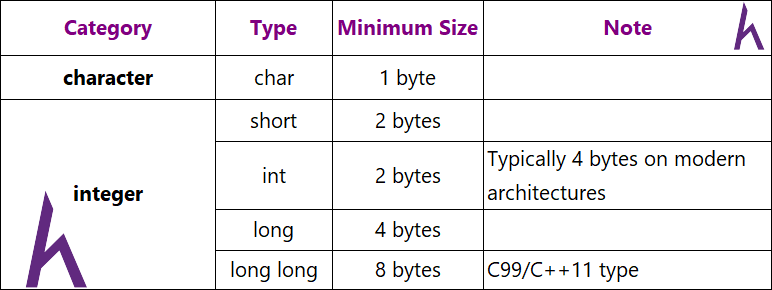 Category Type Minimum Size Note
character char 1 byte
short 2 bytes
integer int 2 bytes Typically 4 bytes on modern
architectures
long 4 bytes
long long 8 bytes C99/C++11 type